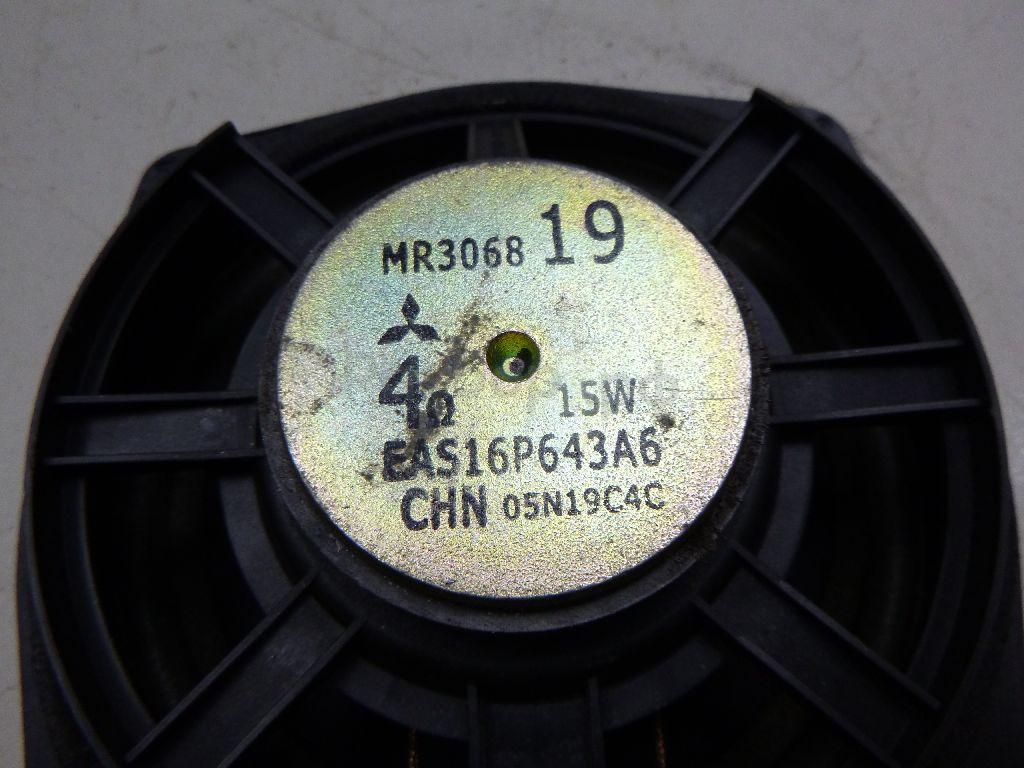 MR3068 19
4Ω 15W
EAS16P643A6
CHN 05N19C4C